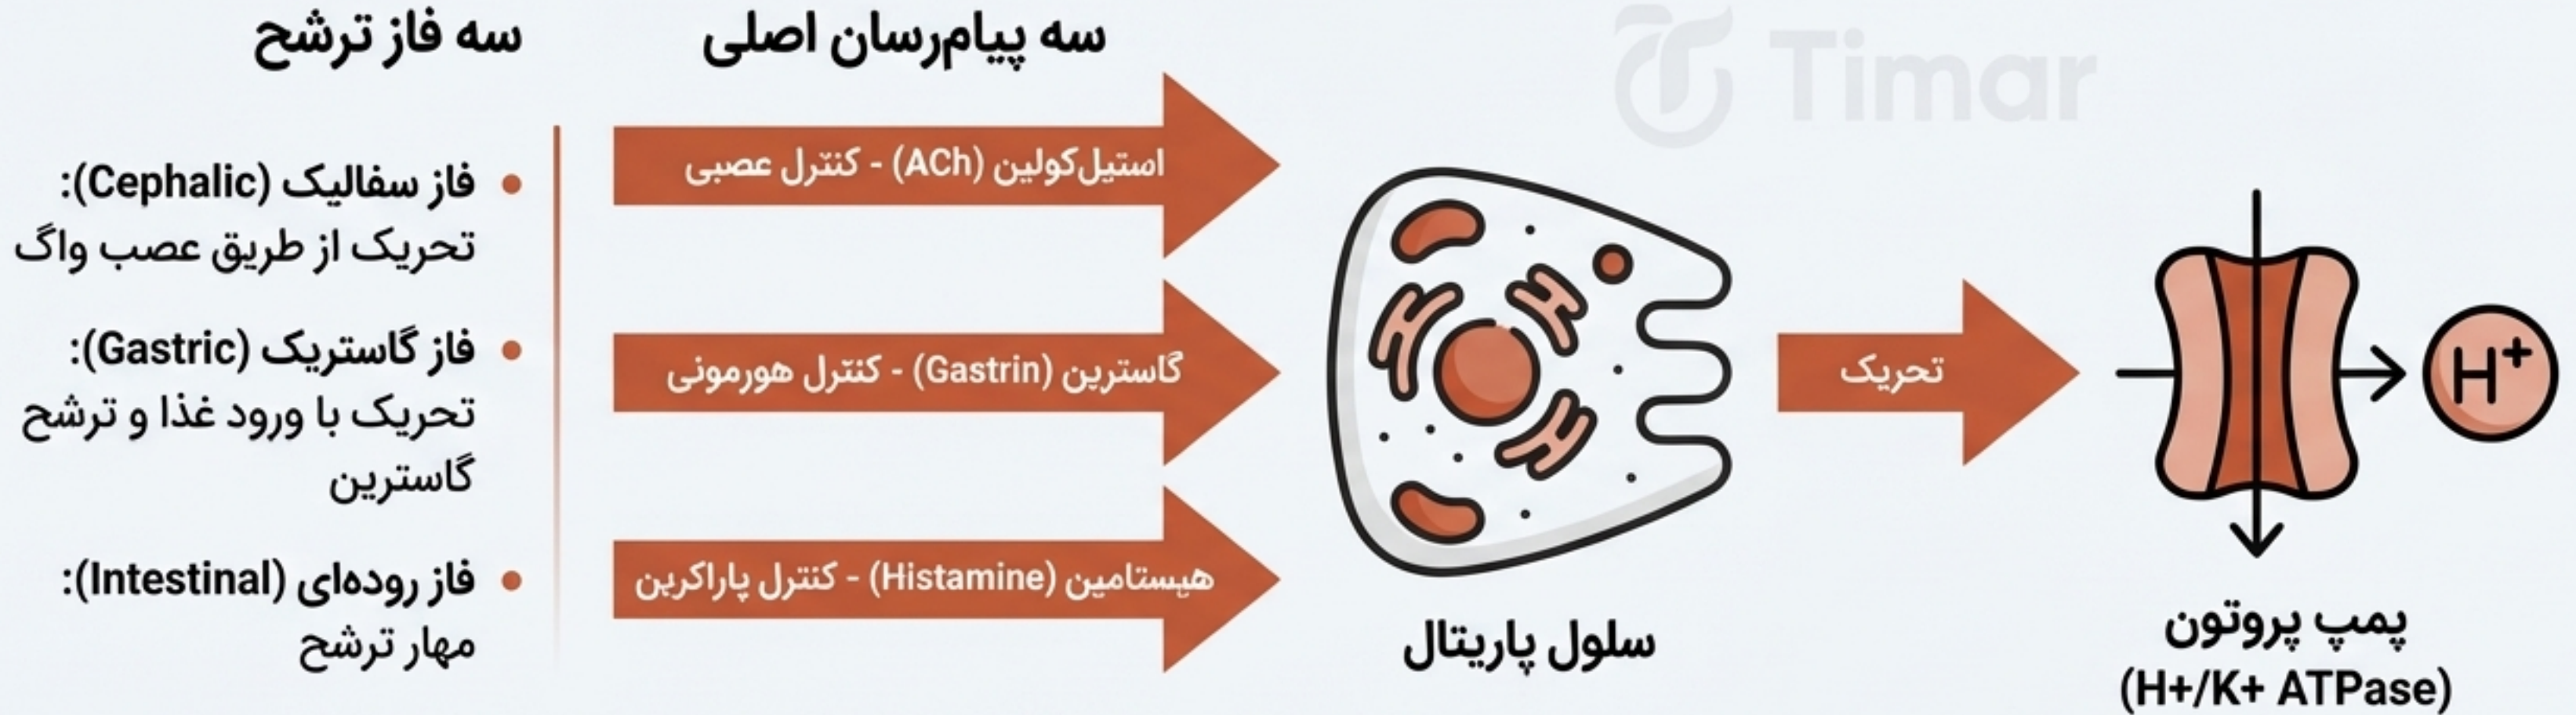 سه فاز ترشح
فاز سفالیک (Cephalic):
تحریک از طریق عصب واگ
فاز گاستریک (Gastric):
تحریک با ورود غذا و ترشح
گاسترین
فاز روده‌ای (Intestinal):
مهار ترشح
سه پیام‌رسان اصلی
استیل‌کولین (ACh) - کنترل عصبی
گاسترین (Gastrin) - کنترل هورمونی
هیستامین (Histamine) - کنترل پاراکرین
سلول پاریتال
تحریک
H+
پمپ پروتون
(H+/K+ ATPase)
Timar